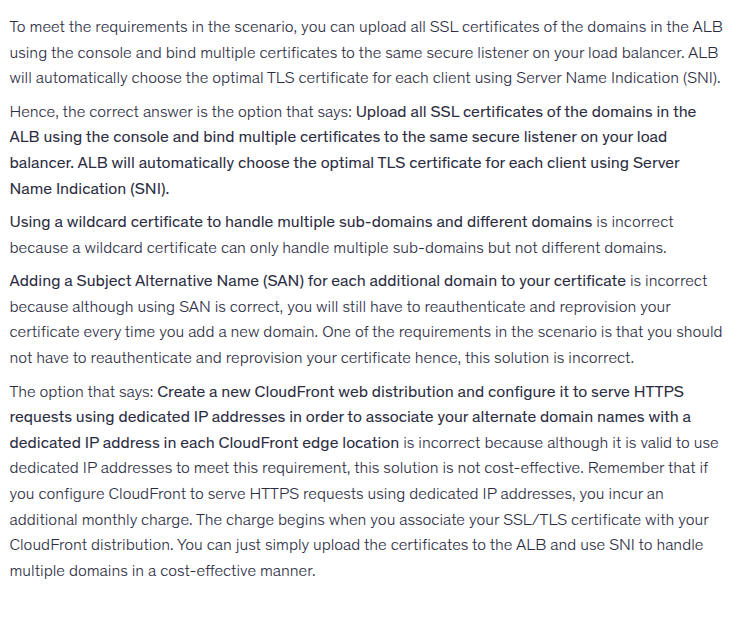 To meet the requirements in the scenario, you can upload all SSL certificates of the domains in the ALB
using the console and bind multiple certificates to the same secure listener on your load balancer. ALB
will automatically choose the optimal TLS certificate for each client using Server Name Indication (SNI).
Hence, the correct answer is the option that says: Upload all SSL certificates of the domains in the
ALB using the console and bind multiple certificates to the same secure listener on your load
balancer. ALB will automatically choose the optimal TLS certificate for each client using Server
Name Indication (SNI).
Using a wildcard certificate to handle multiple sub-domains and different domains is incorrect
because a wildcard certificate can only handle multiple sub-domains but not different domains.
Adding a Subject Alternative Name (SAN) for each additional domain to your certificate is incorrect
because although using SAN is correct, you will still have to reauthenticate and reprovision your
certificate every time you add a new domain. One of the requirements in the scenario is that you should
not have to reauthenticate and reprovision your certificate hence, this solution is incorrect.
The option that says: Create a new CloudFront web distribution and configure it to serve HTTPS
requests using dedicated IP addresses in order to associate your alternate domain names with a
dedicated IP address in each CloudFront edge location is incorrect because although it is valid to use
dedicated IP addresses to meet this requirement, this solution is not cost-effective. Remember that if
you configure CloudFront to serve HTTPS requests using dedicated IP addresses, you incur an
additional monthly charge. The charge begins when you associate your SSL/TLS certificate with your
CloudFront distribution. You can just simply upload the certificates to the ALB and use SNI to handle
multiple domains in a cost-effective manner.